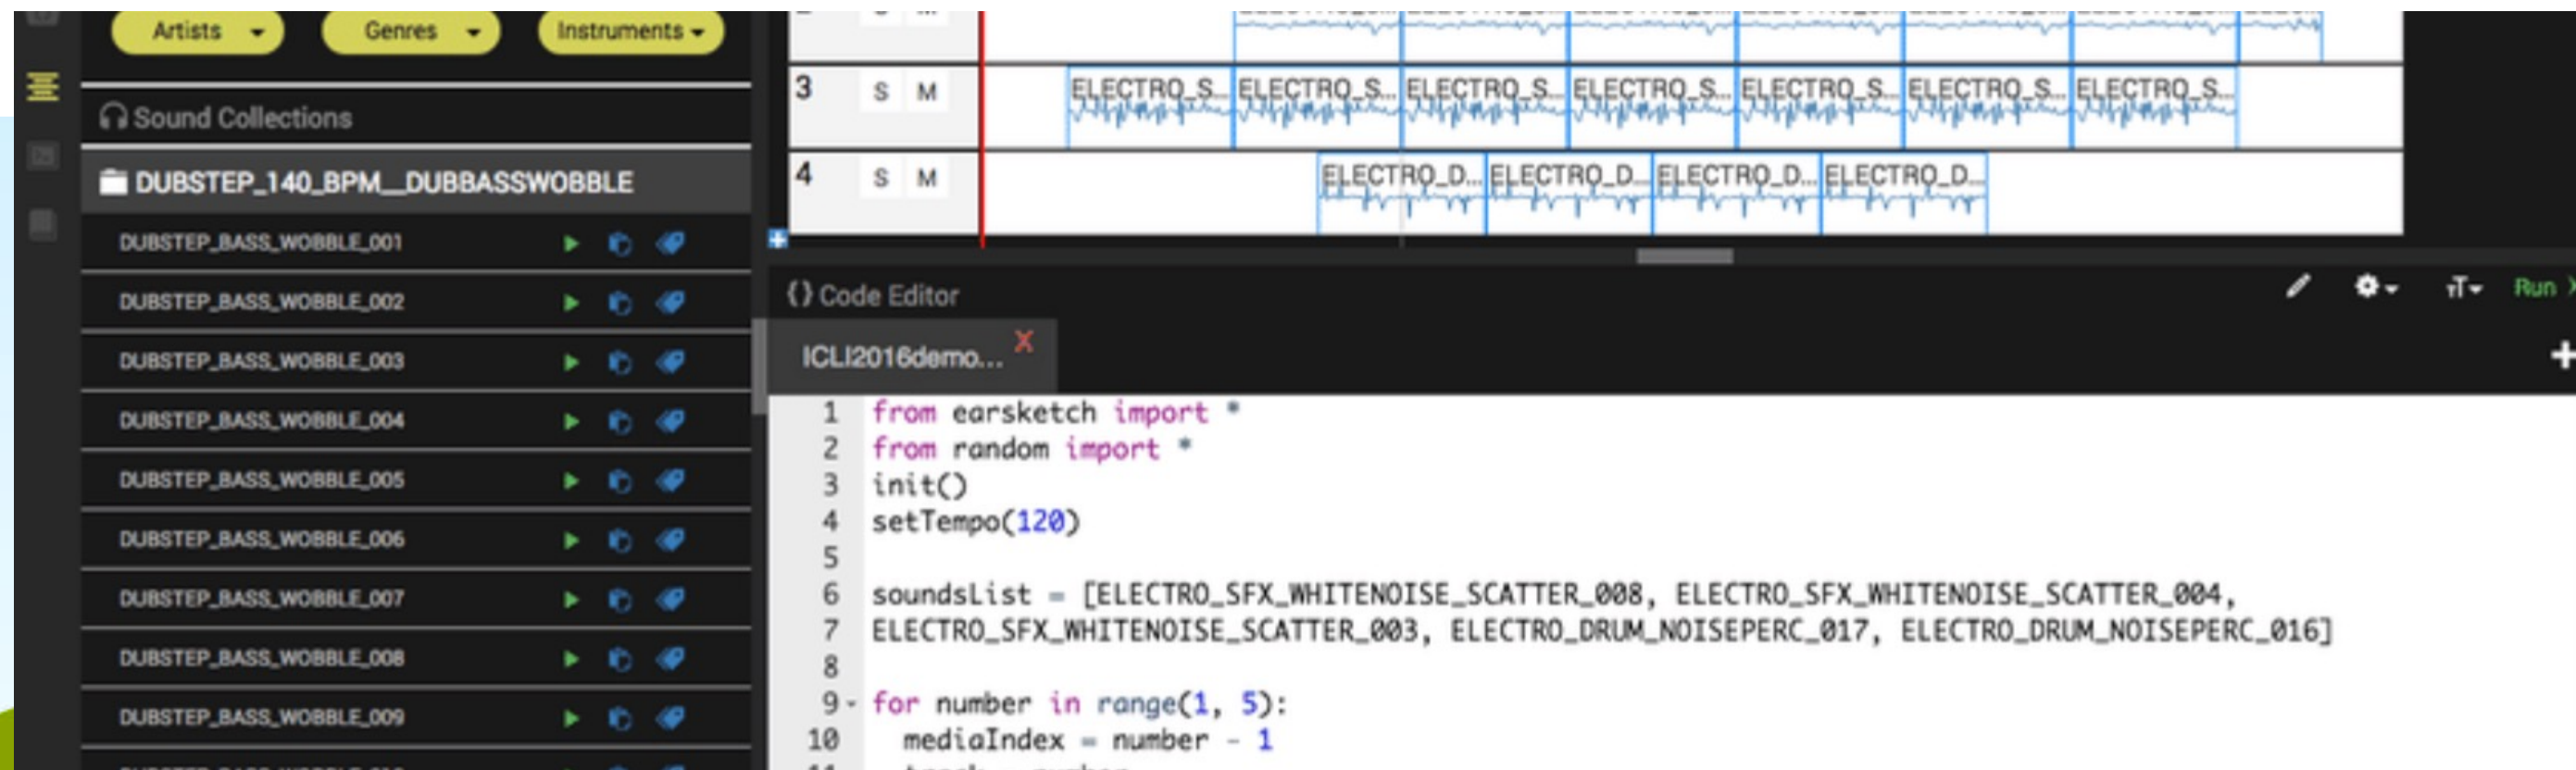 Artists
Genres
Instruments
Sound Collections
DUBSTEP_140_BPM__DUBBASSWOBBLE
DUBSTEP_BASS_WOBBLE_001
DUBSTEP_BASS_WOBBLE_002
DUBSTEP_BASS_WOBBLE_003
DUBSTEP_BASS_WOBBLE_004
DUBSTEP_BASS_WOBBLE_005
DUBSTEP_BASS_WOBBLE_006
DUBSTEP_BASS_WOBBLE_007
DUBSTEP_BASS_WOBBLE_008
DUBSTEP_BASS_WOBBLE_009
3 S M ELECTRO_S... ELECTRO_S... ELECTRO_S... ELECTRO_S... ELECTRO_S... ELECTRO_S... ELECTRO_S...
4 S M ELECTRO_D... ELECTRO_D... ELECTRO_D... ELECTRO_D...
{} Code Editor
Run
ICLI2016demo... X
1 from earsketch import *
2 from random import *
3 init()
4 setTempo(120)
5
6 soundsList = [ELECTRO_SFX_WHITENOISE_SCATTER_008, ELECTRO_SFX_WHITENOISE_SCATTER_004,
7 ELECTRO_SFX_WHITENOISE_SCATTER_003, ELECTRO_DRUM_NOISEPERC_017, ELECTRO_DRUM_NOISEPERC_016]
8
9 for number in range(1, 5):
10 mediaIndex = number - 1